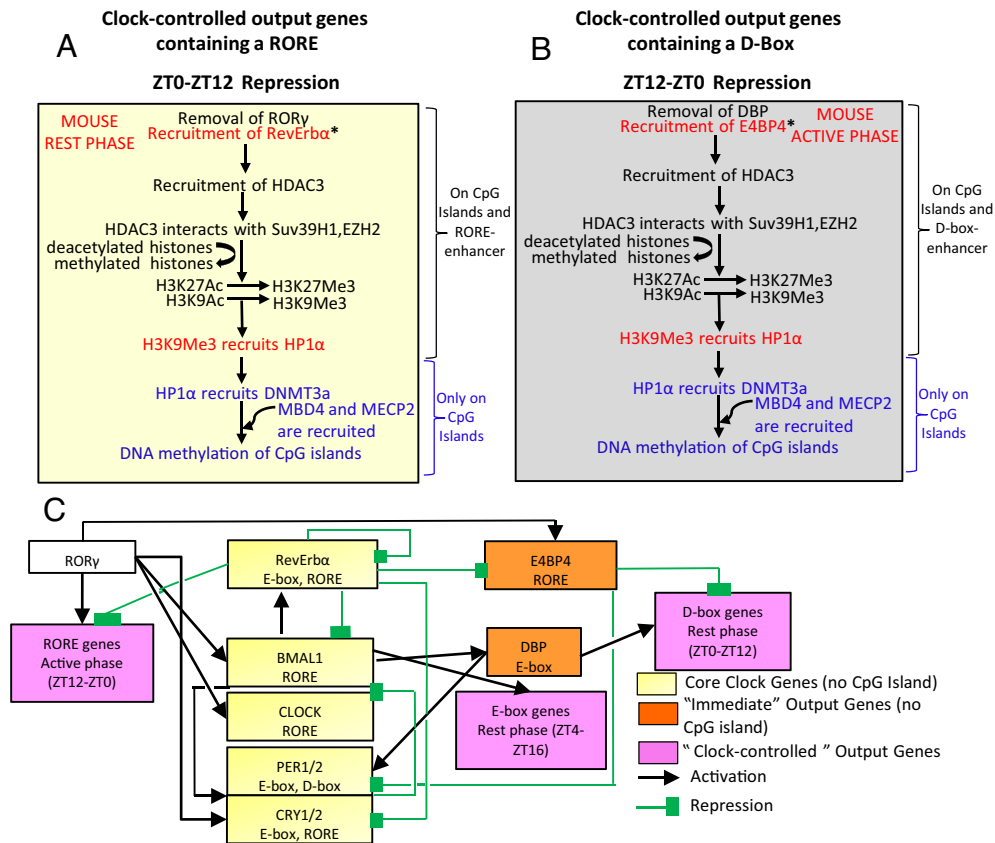 Clock-controlled output genes
containing a RORE
A
ZT0-ZT12 Repression
MOUSE
REST PHASE
Removal of RORγ
Recruitment of RevErbα*
Recruitment of HDAC3
HDAC3 interacts with Suv39H1,EZH2
deacetylated histones
methylated histones
H3K27Ac H3K27Me3
H3K9Ac H3K9Me3
H3K9Me3 recruits HP1α
HP1α recruits DNMT3a
MBD4 and MECP2
are recruited
DNA methylation of CpG islands
On CpG
Islands and
RORE-
enhancer
Only on
CpG
Islands
Clock-controlled output genes
containing a D-Box
B
ZT12-ZT0 Repression
Removal of DBP
Recruitment of E4BP4*
MOUSE
ACTIVE PHASE
Recruitment of HDAC3
HDAC3 interacts with Suv39H1,EZH2
deacetylated histones
methylated histones
H3K27Ac H3K27Me3
H3K9Ac H3K9Me3
H3K9Me3 recruits HP1α
HP1α recruits DNMT3a
MBD4 and MECP2
are recruited
DNA methylation of CpG islands
On CpG
Islands and
D-box-
enhancer
Only on
CpG
Islands
C
RORγ
RevErbα
E-box, RORE
E4BP4
RORE
RORE genes
Active phase
(ZT12-ZT0)
BMAL1
RORE
DBP
E-box
D-box genes
Rest phase
(ZT0-ZT12)
CLOCK
RORE
E-box genes
Rest phase (ZT4-
ZT16)
PER1/2
E-box, D-box
CRY1/2
E-box, RORE
Core Clock Genes (no CpG Island)
"Immediate" Output Genes (no
CpG island)
" Clock-controlled " Output Genes
Activation
Repression